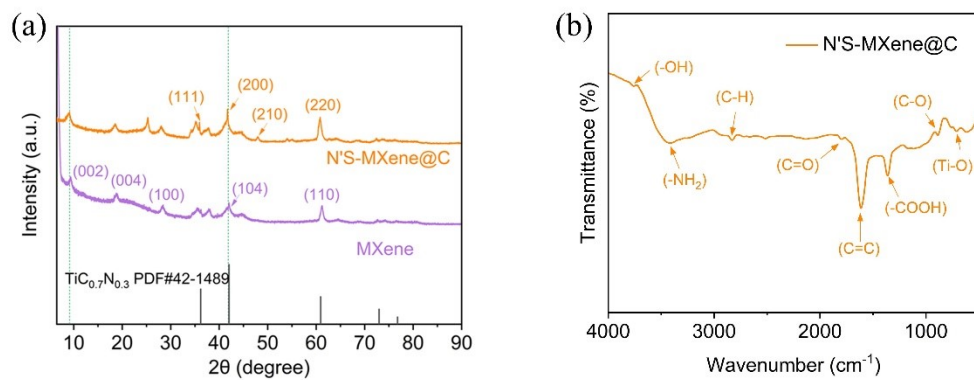 (a)
Intensity (a.u.)
(111)
(200)
(210)
(220)
N'S-MXene@C
(002)
(004)
(100)
(104)
(110)
MXene
TiC₀.₇N₀.₃ PDF#42-1489
10 20 30 40 50 60 70 80 90
2θ (degree)
(b)
Transmittance (%)
N'S-MXene@C
(-OH)
(-NH₂)
(C-H)
(C=O)
(C=C)
(-COOH)
(C-O)
(Ti-O)
4000 3000 2000 1000
Wavenumber (cm⁻¹)